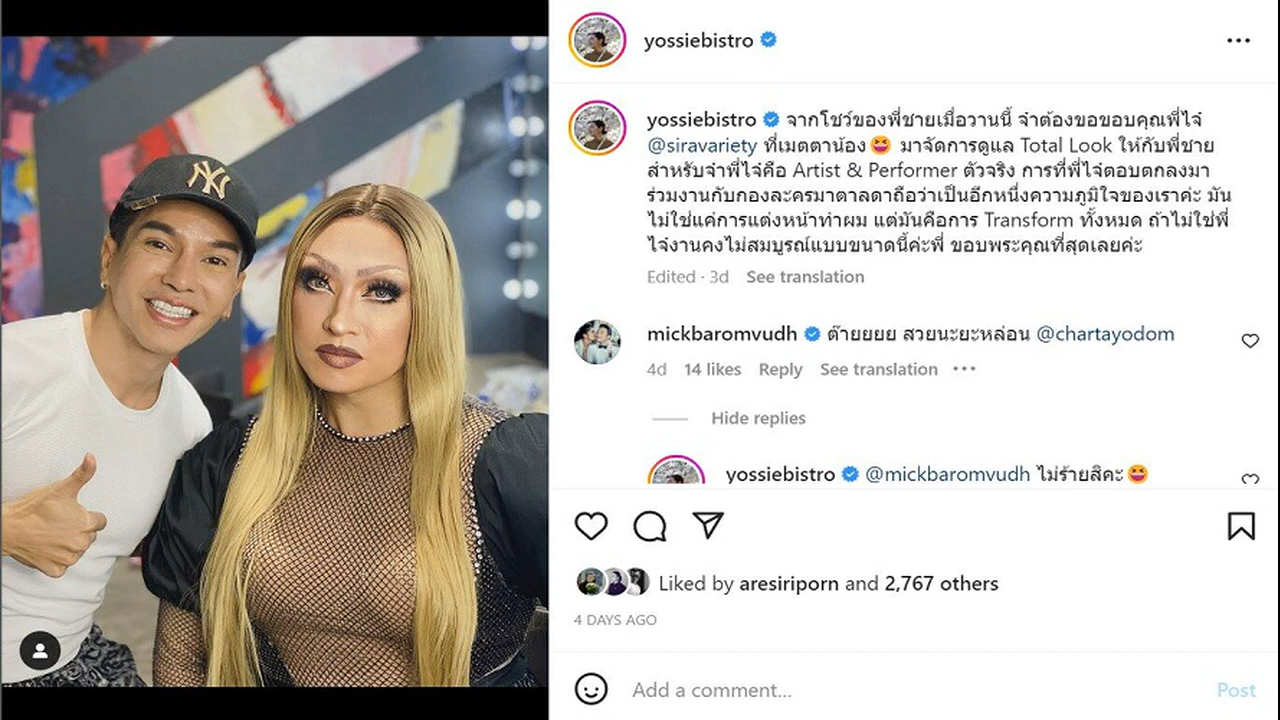 NY
yossiebistro
yossiebistro จากโชว์ของพี่ชายเมื่อวานนี้ จำต้องขอขอบคุณพี่ไจ๋
@siravariety ที่เมตตาน้อง😆 มาจัดการดูแล Total Look ให้กับพี่ชาย
สำหรับจำพี่ไจ๋คือ Artist & Performer ตัวจริง การที่พี่ไจ๋ตอบตกลงมา
ร่วมงานกับกองละครมาตาลดาถือว่าเป็นอีกหนึ่งความภูมิใจของเราค่ะ มัน
ไม่ใช่แค่การแต่งหน้าทำผม แต่มันคือการ Transform ทั้งหมด ถ้าไม่ใช่พี่
ไจ๋งานคงไม่สมบูรณ์แบบขนาดนี้ค่ะพี่ ขอบพระคุณที่สุดเลยค่ะ
Edited · 3d See translation
mickbaromvudh ต๊ายยยย สวยนะยะหล่อน @chartayodom
4d 14 likes Reply See translation
Hide replies
yossiebistro @mickbaromvudh ไม่ร้ายสิคะ😆
Liked by aresiriporn and 2,767 others
4 DAYS AGO
Add a comment... Post